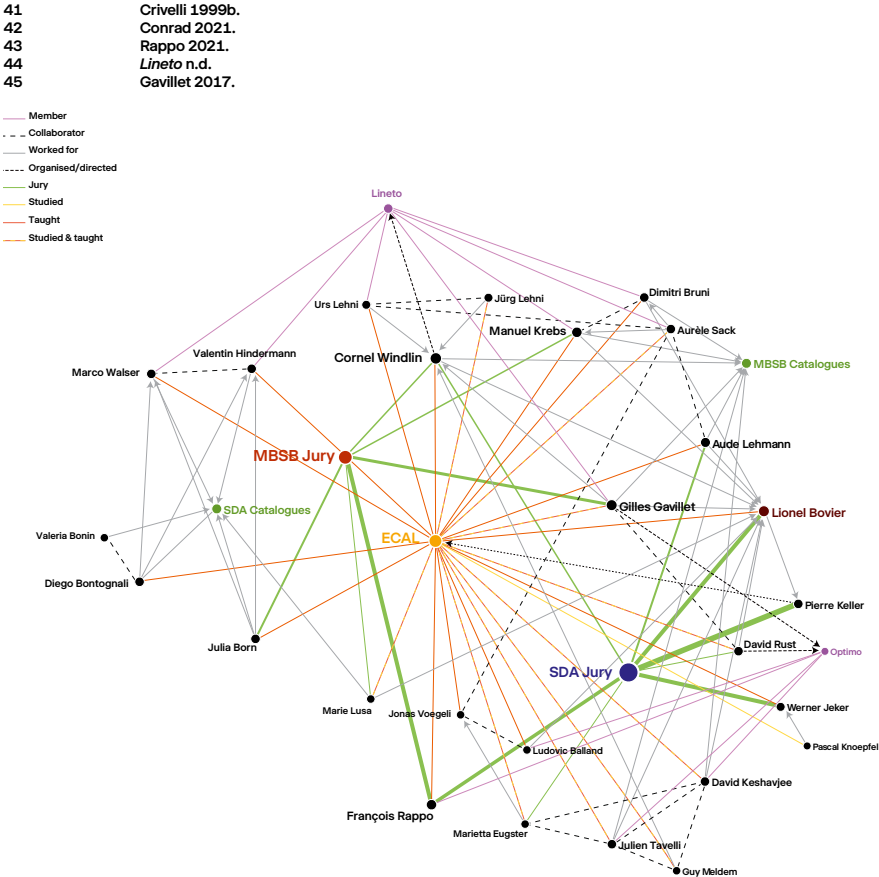 41 Crivelli 1999b.
42 Conrad 2021.
43 Rappo 2021.
44 Lineto n.d.
45 Gavillet 2017.
Member
Collaborator
Worked for
Organised/directed
Jury
Studied
Taught
Studied & taught
Lineto
Dimitri Bruni
Urs Lehni
Jürg Lehni
Manuel Krebs
Aurèle Sack
Valentin Hindermann
Cornel Windlin
MBSB Catalogues
Marco Walser
Aude Lehmann
MBSB Jury
SDA Catalogues
Gilles Gavillet
Lionel Bovier
Valeria Bonin
ECAL
Diego Bontognali
Pierre Keller
Julia Born
David Rust
Optimo
SDA Jury
Marie Lusa
Jonas Voegeli
Werner Jeker
Ludovic Balland
Pascal Knoepfel
David Keshavjee
François Rappo
Marietta Eugster
Julien Tavelli
Guy Meldem